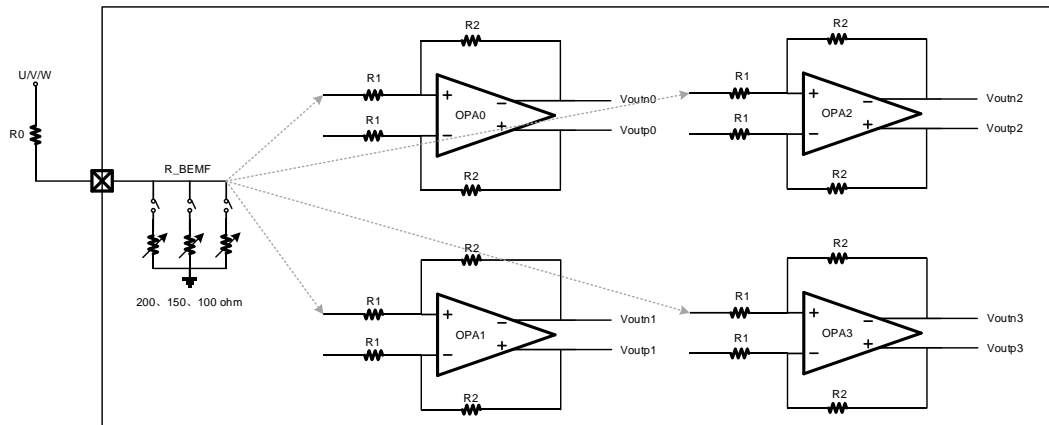 U/V/W
R0
R_BEMF
200、150、100 ohm
R2
R1
+
OPA0
−
Voutn0
R1
−
+
Voutp0
R2
R2
R1
+
OPA2
−
Voutn2
R1
−
+
Voutp2
R2
R2
R1
+
OPA1
−
Voutn1
R1
−
+
Voutp1
R2
R2
R1
+
OPA3
−
Voutn3
R1
−
+
Voutp3
R2